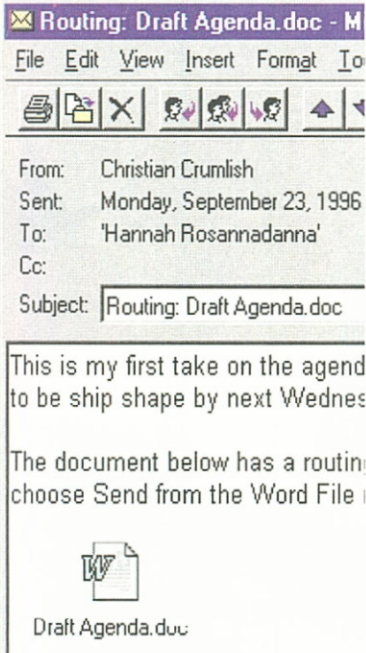 Routing: Draft Agenda.doc - M
File Edit View Insert Format To
From: Christian Crumlish
Sent: Monday, September 23, 1996
To: 'Hannah Rosannadanna'
Cc:
Subject: Routing: Draft Agenda.doc
This is my first take on the agend
to be ship shape by next Wednes
The document below has a routin
choose Send from the Word File
W
Draft Agenda.doc